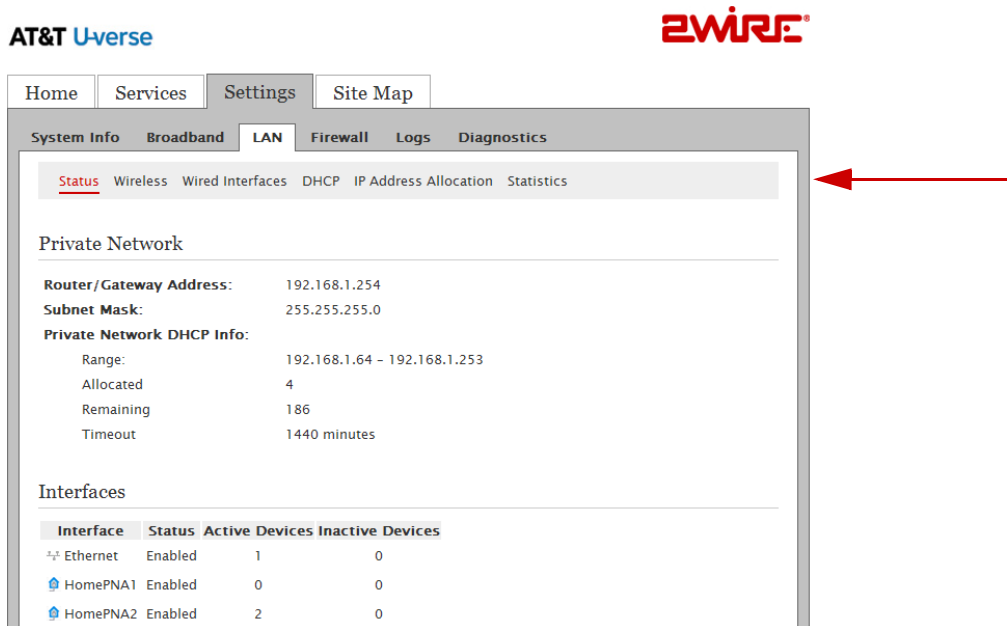 AT&T U-verse
2WIRE®
Home Services Settings Site Map
System Info Broadband LAN Firewall Logs Diagnostics
Status Wireless Wired Interfaces DHCP IP Address Allocation Statistics
Private Network
Router/Gateway Address: 192.168.1.254
Subnet Mask: 255.255.255.0
Private Network DHCP Info:
Range: 192.168.1.64 – 192.168.1.253
Allocated 4
Remaining 186
Timeout 1440 minutes
Interfaces
Interface Status Active Devices Inactive Devices
Ethernet Enabled 1 0
HomePNA1 Enabled 0 0
HomePNA2 Enabled 2 0